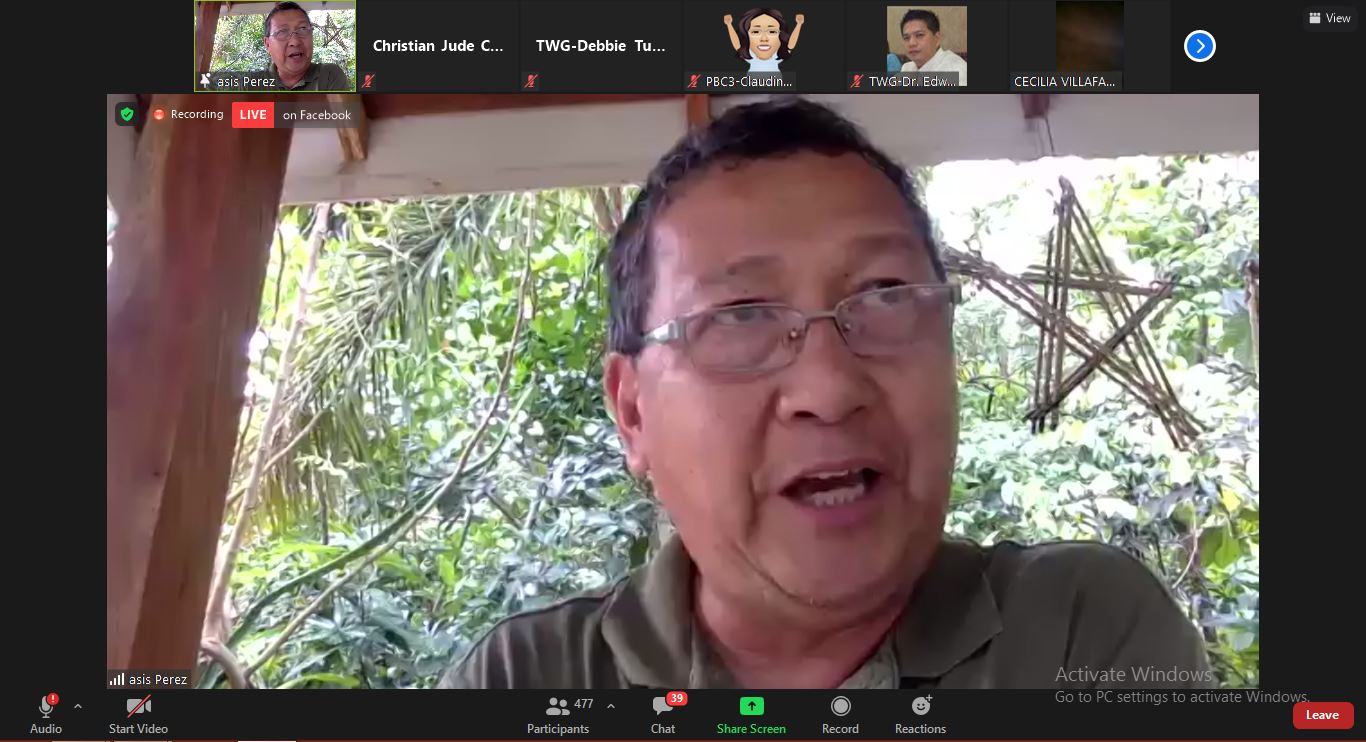 View
asis Perez
Christian Jude C...
TWG-Debbie Tu...
PBC3-Claudin...
TWG-Dr. Edw...
CECILIA VILLAFA...
Recording
LIVE on Facebook
asis Perez
Activate Windows
Go to PC settings to activate Windows.
Audio
Start Video
477
Participants
39
Chat
Share Screen
Record
Reactions
Leave